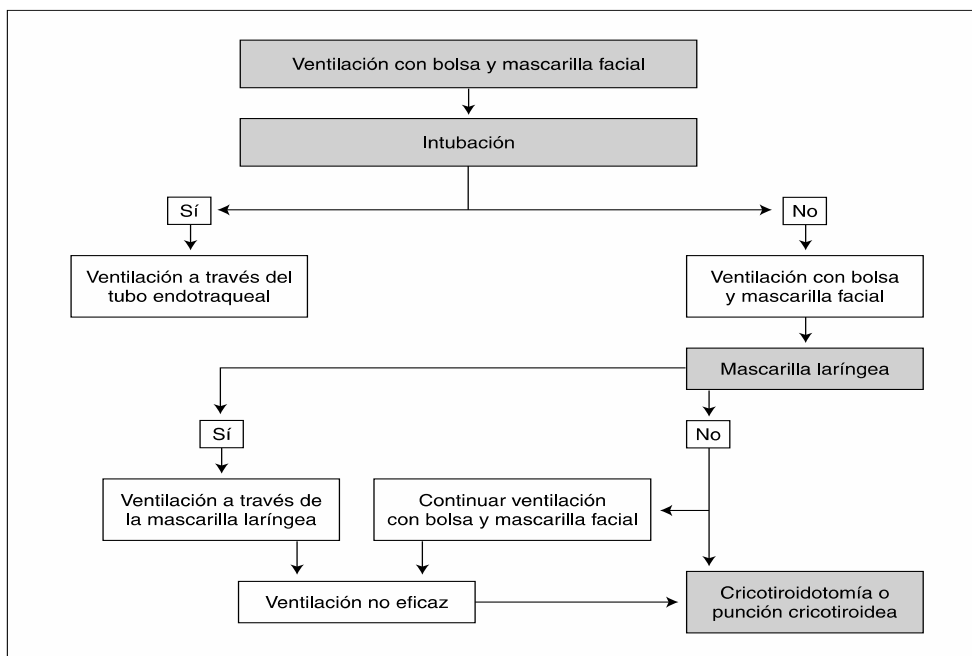 Ventilación con bolsa y mascarilla facial
Intubación
Sí
No
Ventilación a través del
tubo endotraqueal
Ventilación con bolsa
y mascarilla facial
Mascarilla laríngea
Sí
No
Ventilación a través de
la mascarilla laríngea
Continuar ventilación
con bolsa y mascarilla facial
Ventilación no eficaz
Cricotiroidotomía o
punción cricotiroidea